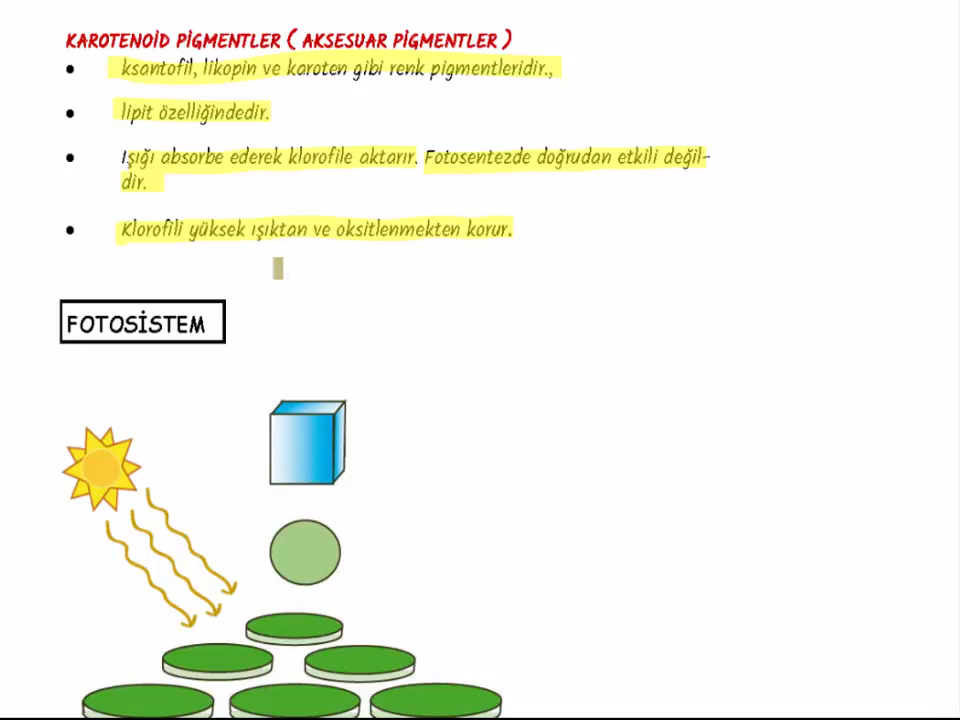 KAROTENOİD PİGMENTLER ( AKSESUAR PİGMENTLER )
• ksantofil, likopin ve karoten gibi renk pigmentleridir.,
• lipit özelliğindedir.
• Işığı absorbe ederek klorofile aktarır. Fotosentezde doğrudan etkili değil-
dir.
• Klorofili yüksek ışıktan ve oksitlenmekten korur.
FOTOSİSTEM